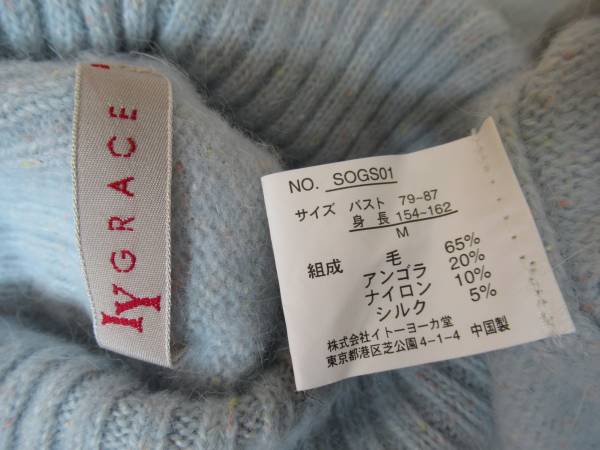 IYGRACE
NO. SOGS01
サイズ バスト 79-87
身長 154-162
M
組成 毛 65%
アンゴラ 20%
ナイロン 10%
シルク 5%
株式会社イトーヨーカ堂
東京都港区芝公園4-1-4 中国製